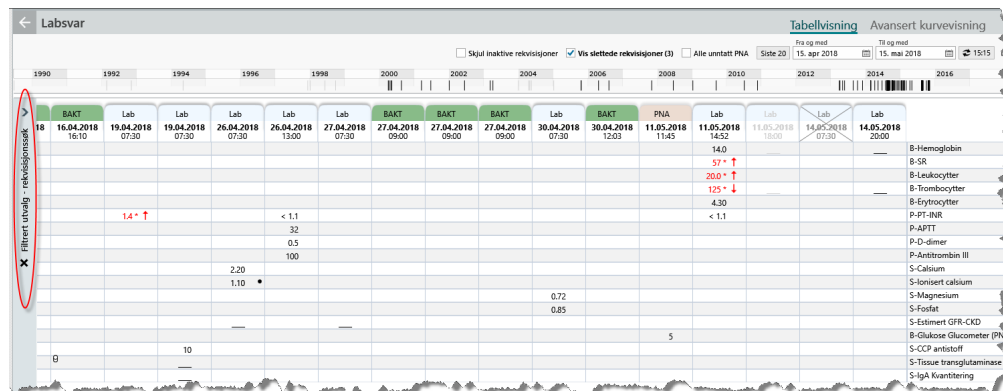 Labsvar
Tabellvisning Avansert kurvevisning
Fra og med Til og med
Skjul inaktive rekvisisjoner Vis slettede rekvisisjoner (3) Alle unntatt PNA Siste 20 15. apr 2018 15. mai 2018 15:15
1990 1992 1994 1996 1998 2000 2002 2004 2006 2008 2010 2012 2014 2016
Filtrert utvalg - rekvisisjonssøk
BAKT Lab Lab Lab Lab Lab BAKT BAKT BAKT Lab BAKT PNA Lab Lab Lab Lab
18 16.04.2018 19.04.2018 19.04.2018 26.04.2018 26.04.2018 27.04.2018 27.04.2018 27.04.2018 27.04.2018 30.04.2018 30.04.2018 11.05.2018 11.05.2018 11.05.2018 14.05.2018 14.05.2018
16:10 07:30 07:30 07:30 13:00 07:30 09:00 09:00 09:00 07:30 12:03 11:45 14:52 18:00 07:30 20:00
14.0 B-Hemoglobin
57 * ↑ B-SR
20.0 * ↑ B-Leukocytter
125 * ↓ B-Trombocytter
4.30 B-Erytrocytter
1.4 * ↑ < 1.1 < 1.1 P-PT-INR
32 P-APTT
0.5 P-D-dimer
100 P-Antitrombin III
2.20 S-Calsium
1.10 S-Ionisert calsium
0.72 S-Magnesium
0.85 S-Fosfat
S-Estimert GFR-CKD
5 B-Glukose Glucometer (PN
10 S-CCP antistoff
S-Tissue transglutaminase
S-IgA Kvantitering